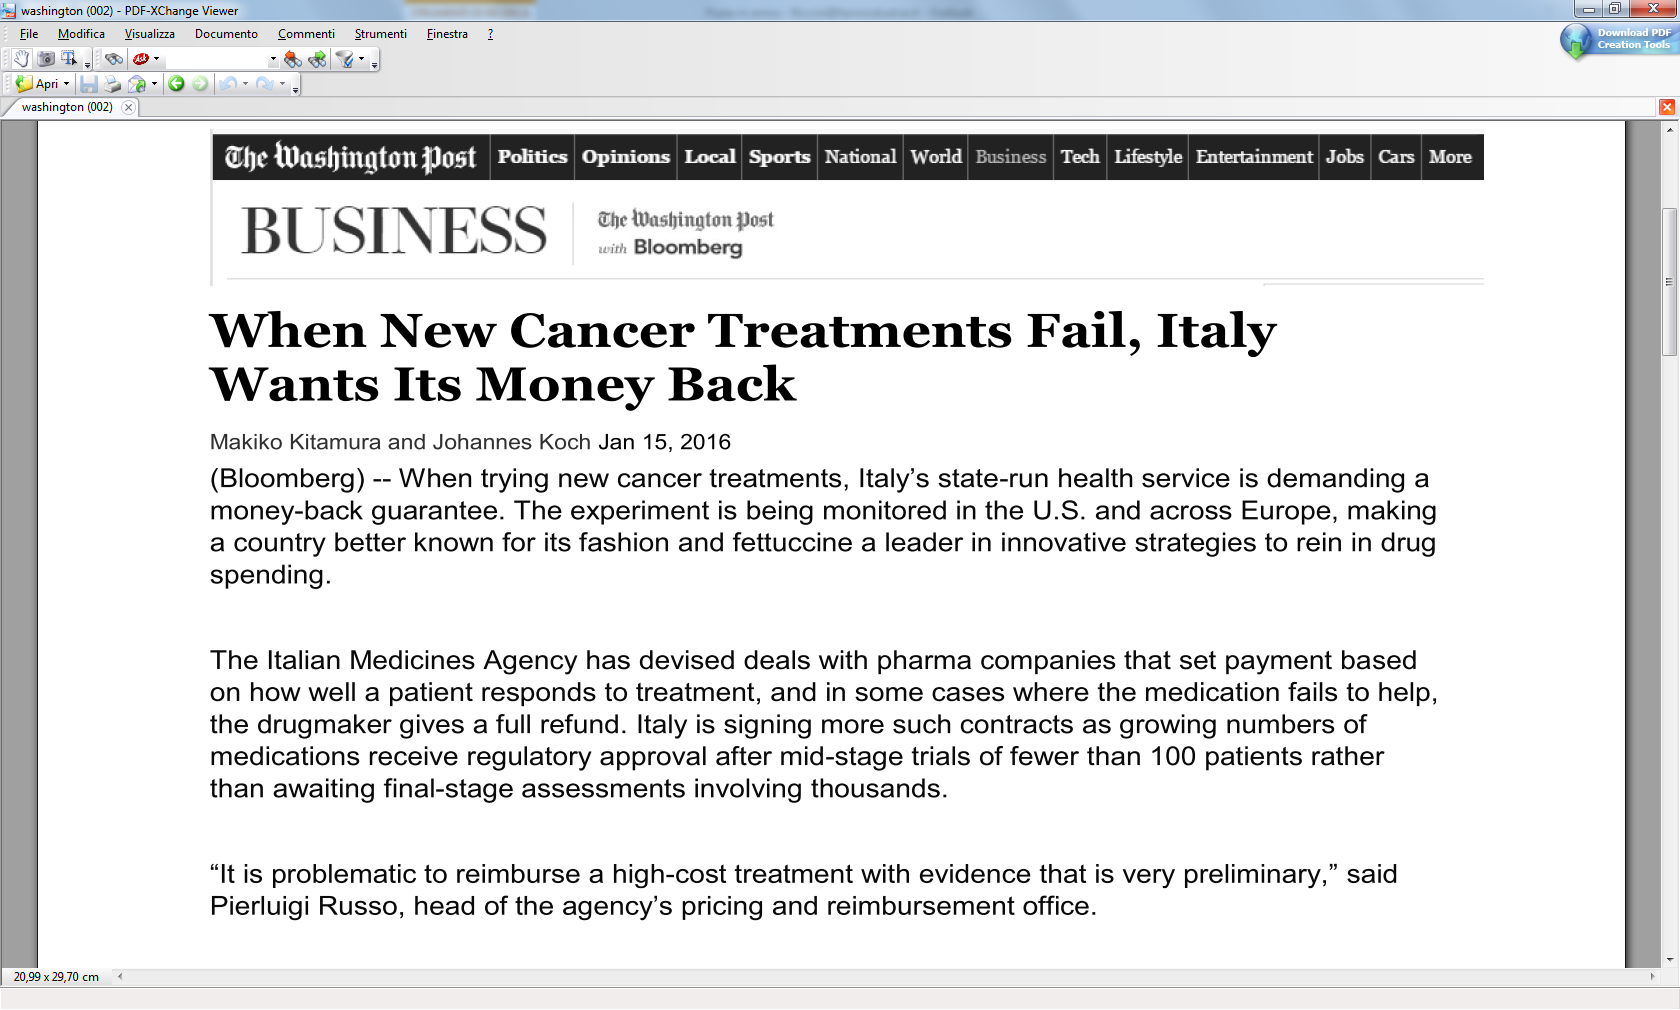 washington (002) - PDF-XChange Viewer
File Modifica Visualizza Documento Commenti Strumenti Finestra ?
Download PDF
Creation Tools
Ask
Apri
washington (002)
The Washington Post Politics Opinions Local Sports National World Business Tech Lifestyle Entertainment Jobs Cars More
BUSINESS
The Washington Post
with Bloomberg
When New Cancer Treatments Fail, Italy
Wants Its Money Back
Makiko Kitamura and Johannes Koch Jan 15, 2016
(Bloomberg) -- When trying new cancer treatments, Italy’s state-run health service is demanding a
money-back guarantee. The experiment is being monitored in the U.S. and across Europe, making
a country better known for its fashion and fettuccine a leader in innovative strategies to rein in drug
spending.
The Italian Medicines Agency has devised deals with pharma companies that set payment based
on how well a patient responds to treatment, and in some cases where the medication fails to help,
the drugmaker gives a full refund. Italy is signing more such contracts as growing numbers of
medications receive regulatory approval after mid-stage trials of fewer than 100 patients rather
than awaiting final-stage assessments involving thousands.
“It is problematic to reimburse a high-cost treatment with evidence that is very preliminary,” said
Pierluigi Russo, head of the agency’s pricing and reimbursement office.
20,99 x 29,70 cm